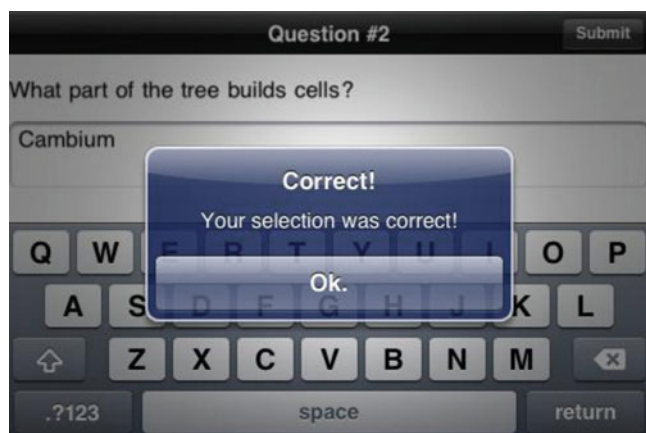 Question #2
Submit
What part of the tree builds cells?
Cambium
Correct!
Your selection was correct!
Ok.
Q W E R T Y U I O P
A S D F G H J K L
Z X C V B N M
.?123 space return